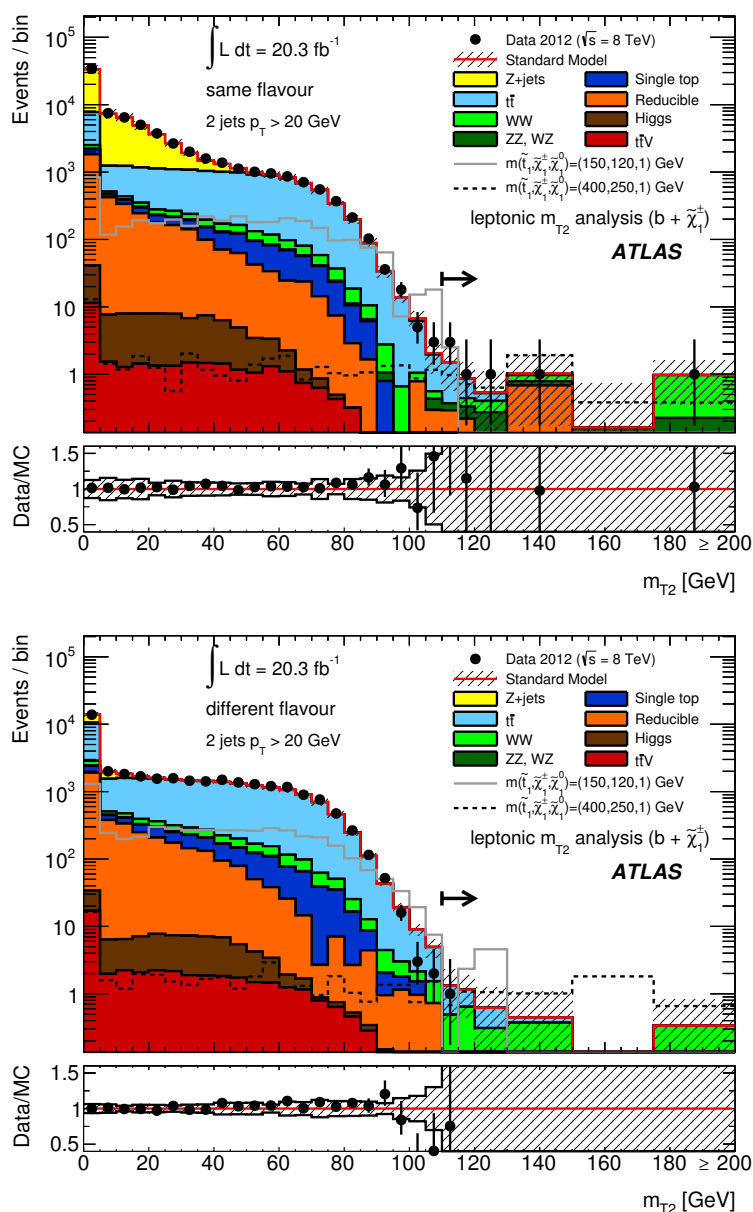 Events / bin
10⁵
10⁴
10³
10²
10
1
∫ L dt = 20.3 fb⁻¹
same flavour
2 jets p_T > 20 GeV
Data 2012 (√s = 8 TeV)
Standard Model
Z+jets Single top
tt̄ Reducible
WW Higgs
ZZ, WZ tt̄V
m(t̃₁,χ̃₁±,χ̃₁⁰)=(150,120,1) GeV
m(t̃₁,χ̃₁±,χ̃₁⁰)=(400,250,1) GeV
leptonic m_T2 analysis (b + χ̃₁±)
ATLAS
Data/MC
1.5
1
0.5
0 20 40 60 80 100 120 140 160 180 ≥ 200
m_T2 [GeV]
Events / bin
10⁵
10⁴
10³
10²
10
1
∫ L dt = 20.3 fb⁻¹
different flavour
2 jets p_T > 20 GeV
Data 2012 (√s = 8 TeV)
Standard Model
Z+jets Single top
tt̄ Reducible
WW Higgs
ZZ, WZ tt̄V
m(t̃₁,χ̃₁±,χ̃₁⁰)=(150,120,1) GeV
m(t̃₁,χ̃₁±,χ̃₁⁰)=(400,250,1) GeV
leptonic m_T2 analysis (b + χ̃₁±)
ATLAS
Data/MC
1.5
1
0.5
0 20 40 60 80 100 120 140 160 180 ≥ 200
m_T2 [GeV]